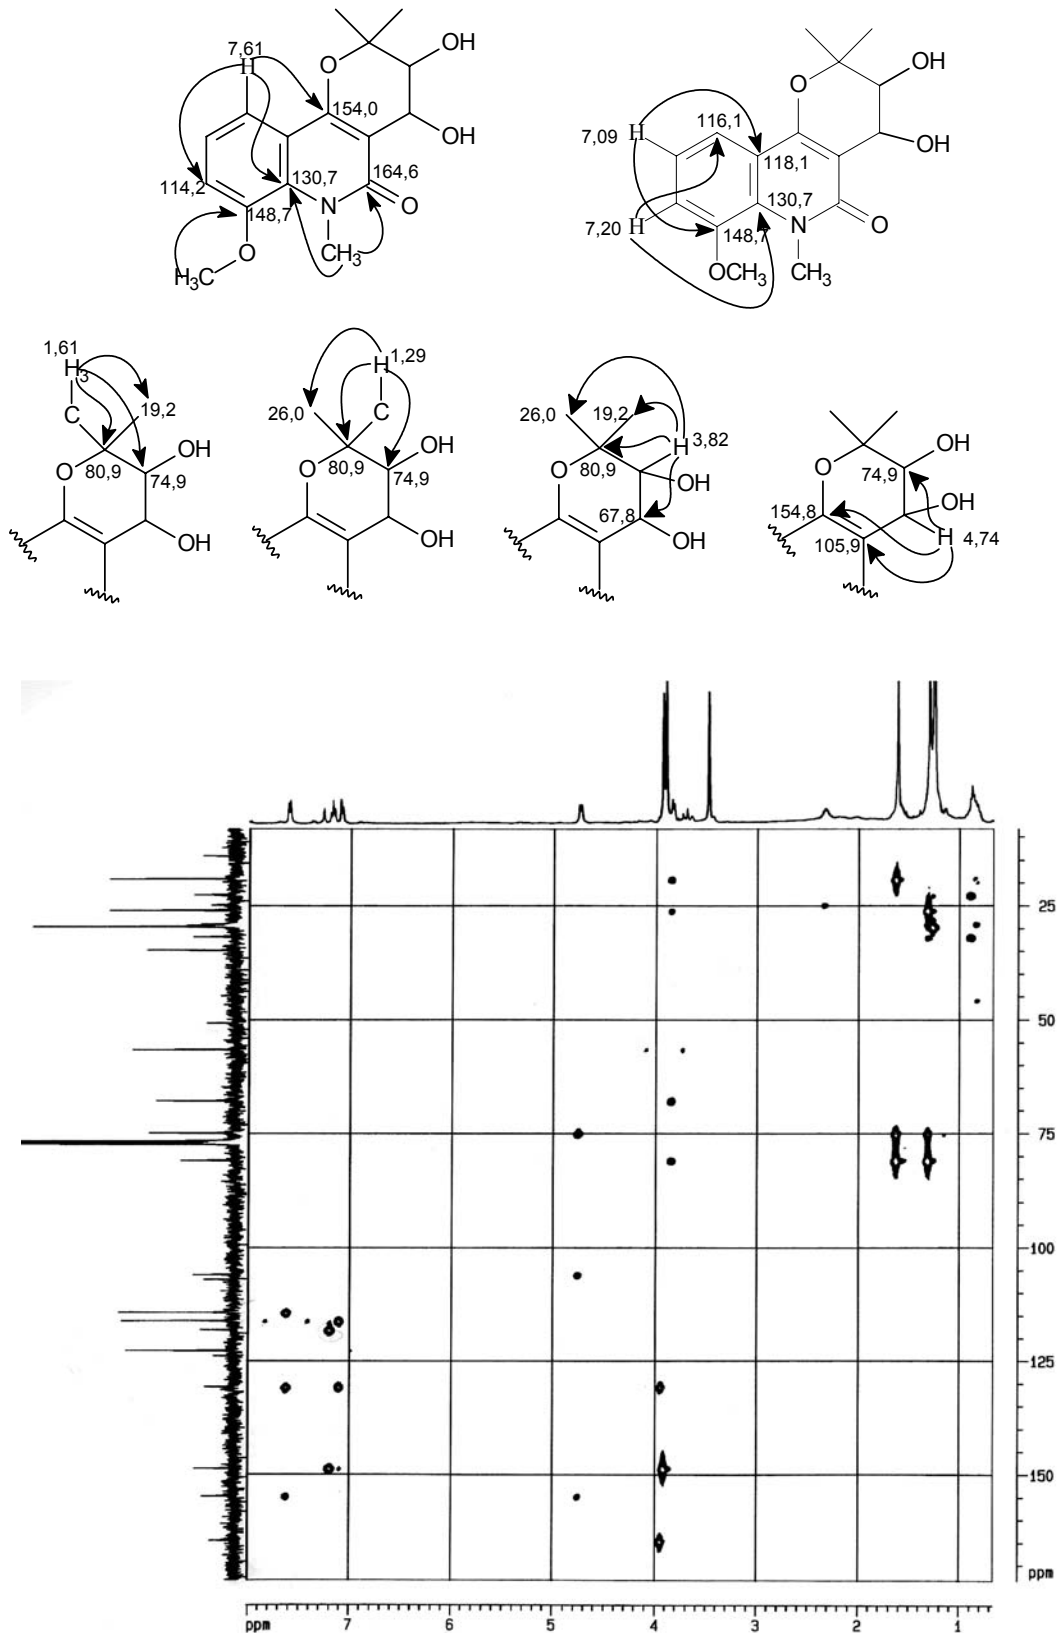 7,61
H
O
OH
154,0
OH
164,6
130,7
114,2
148,7
N
O
O
CH3
H3C
OH
O
116,1
7,09
H
OH
118,1
130,7
7,20
H
N
O
148,7
OCH3
CH3
1,61
H3
C
19,2
OH
O
80,9
74,9
OH
H
1,29
26,0
C
OH
O
80,9
74,9
OH
26,0
19,2
H
3,82
O
80,9
OH
67,8
OH
OH
O
74,9
OH
154,8
H
4,74
105,9
25
50
75
100
125
150
ppm
ppm 7 6 5 4 3 2 1